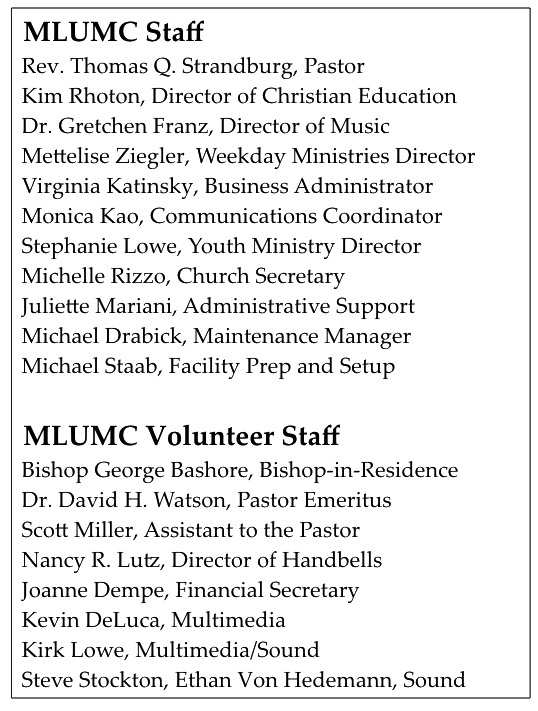 MLUMC Staff
Rev. Thomas Q. Strandburg, Pastor
Kim Rhoton, Director of Christian Education
Dr. Gretchen Franz, Director of Music
Mettelise Ziegler, Weekday Ministries Director
Virginia Katinsky, Business Administrator
Monica Kao, Communications Coordinator
Stephanie Lowe, Youth Ministry Director
Michelle Rizzo, Church Secretary
Juliette Mariani, Administrative Support
Michael Drabick, Maintenance Manager
Michael Staab, Facility Prep and Setup
MLUMC Volunteer Staff
Bishop George Bashore, Bishop-in-Residence
Dr. David H. Watson, Pastor Emeritus
Scott Miller, Assistant to the Pastor
Nancy R. Lutz, Director of Handbells
Joanne Dempe, Financial Secretary
Kevin DeLuca, Multimedia
Kirk Lowe, Multimedia/Sound
Steve Stockton, Ethan Von Hedemann, Sound